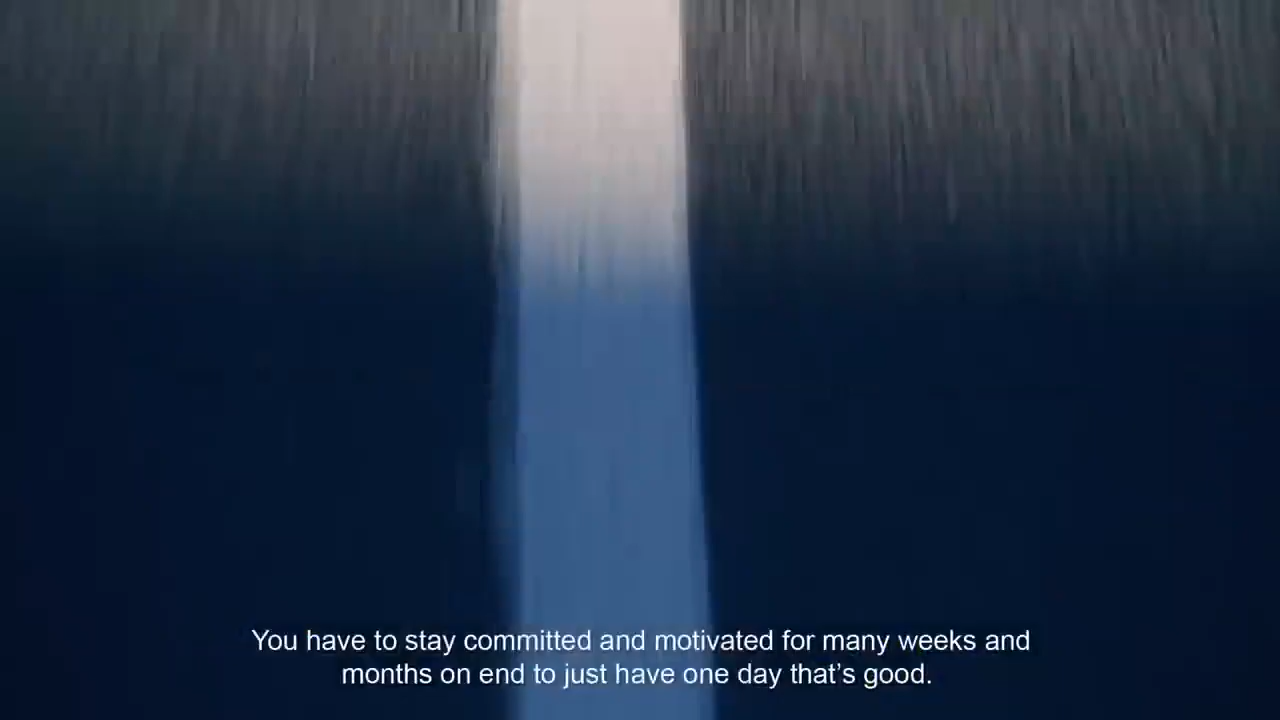 You have to stay committed and motivated for many weeks and
months on end to just have one day that’s good.